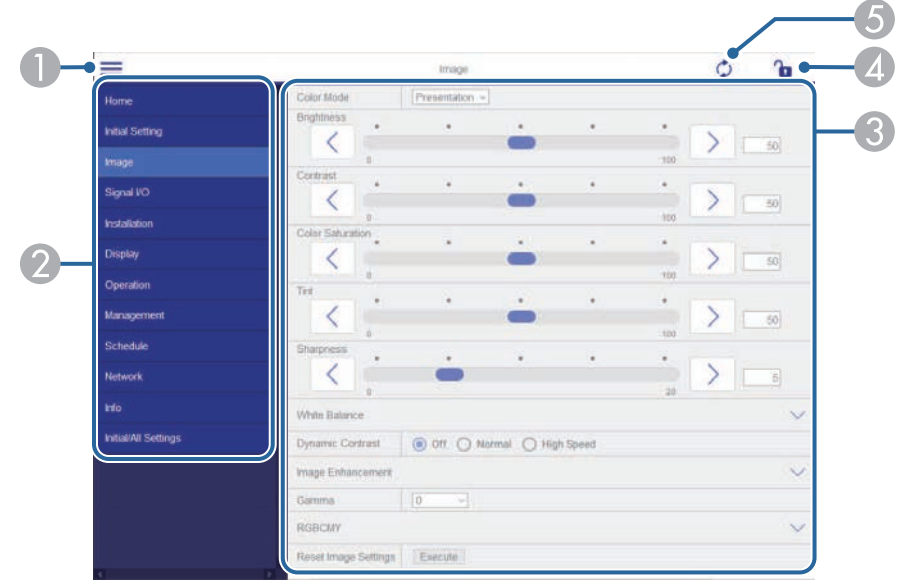 5
1
Image
4
Home
Color Mode Presentation
3
Brightness
Initial Setting
50
0 100
Image
Contrast
Signal I/O
50
0 100
Installation
Color Saturation
2
Display
50
0 100
Operation
Tint
Management
50
0 100
Schedule
Sharpness
Network
5
0 20
Info
White Balance
Initial/All Settings
Dynamic Contrast Off Normal High Speed
Image Enhancement
Gamma 0
RGBCMY
Reset Image Settings Execute